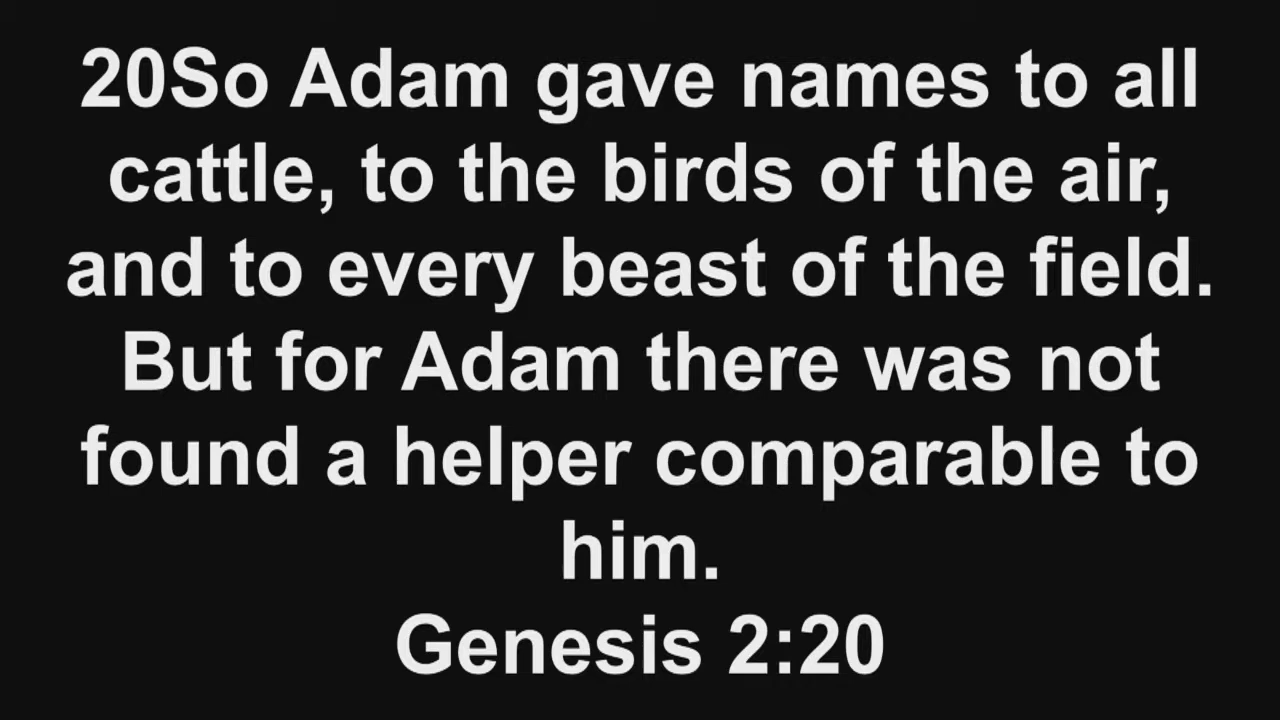 20So Adam gave names to all
cattle, to the birds of the air,
and to every beast of the field.
But for Adam there was not
found a helper comparable to
him.
Genesis 2:20